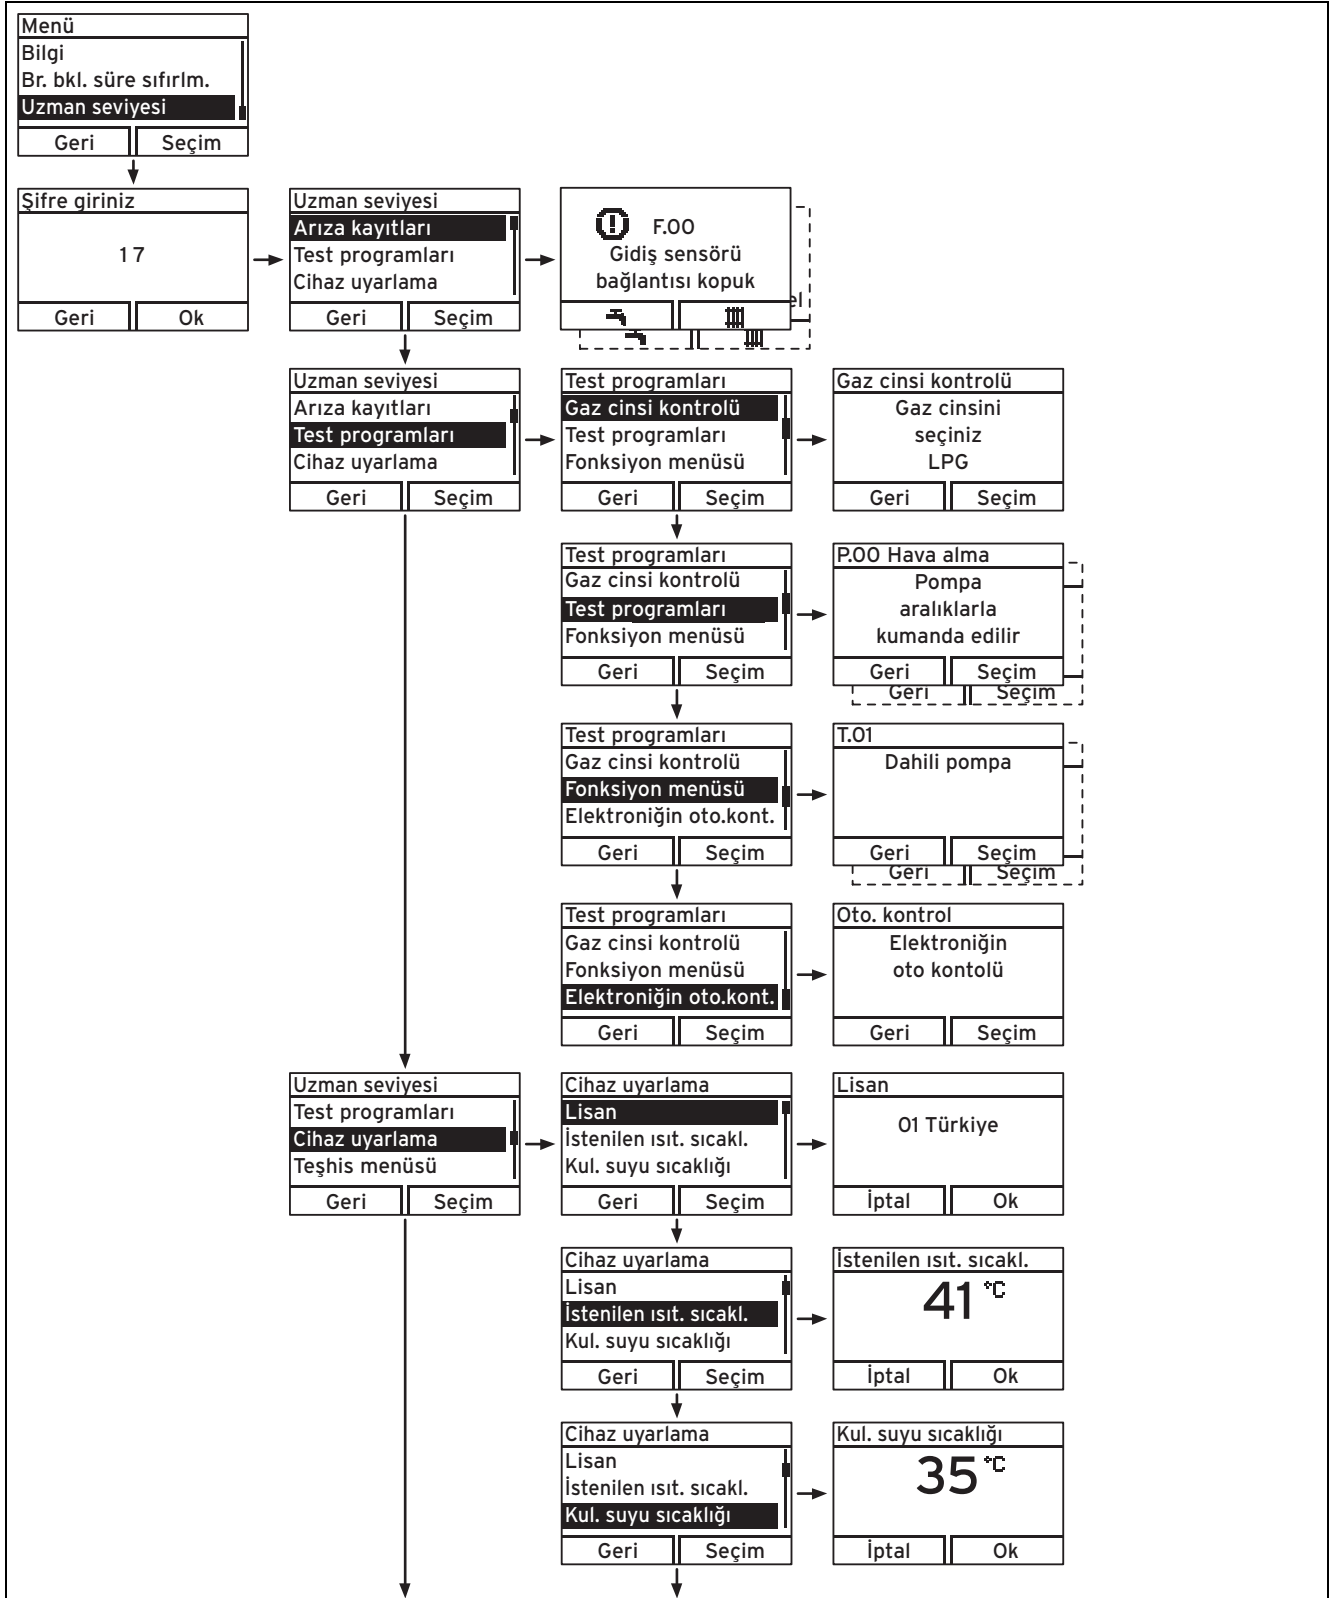 Menü
Bilgi
Br. bkl. süre sıfırlm.
Uzman seviyesi
Geri Seçim
Şifre giriniz
17
Geri Ok
Uzman seviyesi
Arıza kayıtları
Test programları
Cihaz uyarlama
Geri Seçim
F.00
Gidiş sensörü
bağlantısı kopuk
el
Uzman seviyesi
Arıza kayıtları
Test programları
Cihaz uyarlama
Geri Seçim
Test programları
Gaz cinsi kontrolü
Test programları
Fonksiyon menüsü
Geri Seçim
Gaz cinsi kontrolü
Gaz cinsini
seçiniz
LPG
Geri Seçim
Test programları
Gaz cinsi kontrolü
Test programları
Fonksiyon menüsü
Geri Seçim
P.00 Hava alma
Pompa
aralıklarla
kumanda edilir
Geri Seçim
Geri Seçim
Test programları
Gaz cinsi kontrolü
Fonksiyon menüsü
Elektroniğin oto.kont.
Geri Seçim
T.01
Dahili pompa
Geri Seçim
Geri Seçim
Test programları
Gaz cinsi kontrolü
Fonksiyon menüsü
Elektroniğin oto.kont.
Geri Seçim
Oto. kontrol
Elektroniğin
oto kontolü
Geri Seçim
Uzman seviyesi
Test programları
Cihaz uyarlama
Teşhis menüsü
Geri Seçim
Cihaz uyarlama
Lisan
İstenilen ısıt. sıcakl.
Kul. suyu sıcaklığı
Geri Seçim
Lisan
01 Türkiye
İptal Ok
Cihaz uyarlama
Lisan
İstenilen ısıt. sıcakl.
Kul. suyu sıcaklığı
Geri Seçim
İstenilen ısıt. sıcakl.
41 °C
İptal Ok
Cihaz uyarlama
Lisan
İstenilen ısıt. sıcakl.
Kul. suyu sıcaklığı
Geri Seçim
Kul. suyu sıcaklığı
35 °C
İptal Ok